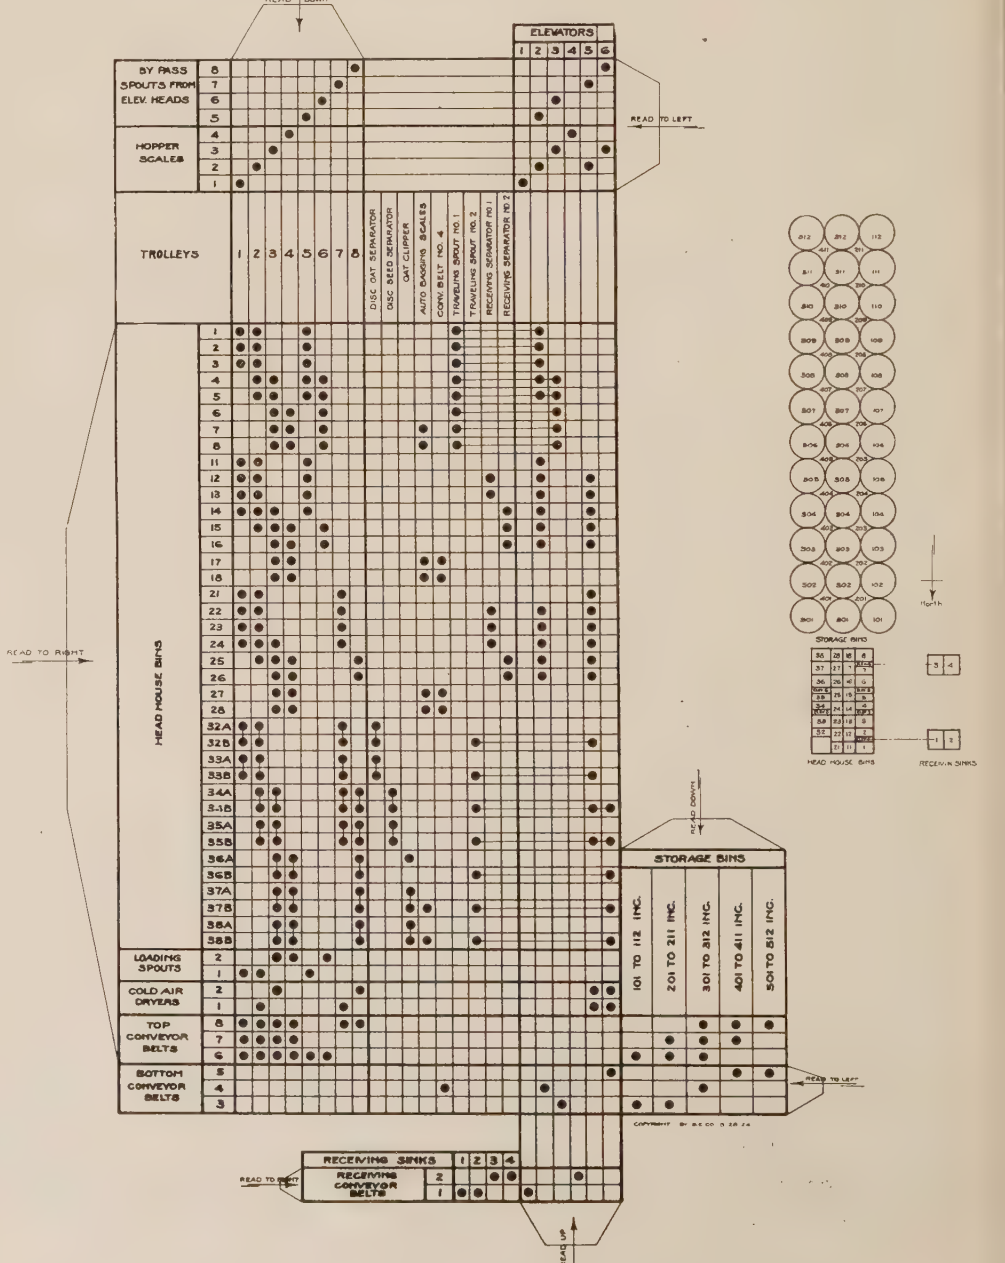 READ DOWN
ELEVATORS
1 2 3 4 5 6
BY PASS
SPOUTS FROM
ELEV. HEADS
8
7
6
5
READ TO LEFT
HOPPER
SCALES
4
3
2
1
TROLLEYS
1 2 3 4 5 6 7 8
DISC OAT SEPARATOR
DISC SEED SEPARATOR
OAT CLIPPER
AUTO BAGGING SCALES
CONV. BELT NO. 4
TRAVELING SPOUT NO. 1
TRAVELING SPOUT NO. 2
RECEIVING SEPARATOR NO 1
RECEIVING SEPARATOR NO 2
READ TO RIGHT
HEAD HOUSE BINS
1
2
3
4
5
6
7
8
11
12
13
14
15
16
17
18
21
22
23
24
25
26
27
28
32A
32B
33A
33B
34A
34B
35A
35B
36A
36B
37A
37B
38A
38B
LOADING
SPOUTS
2
1
COLD AIR
DRYERS
2
1
TOP
CONVEYOR
BELTS
8
7
6
BOTTOM
CONVEYOR
BELTS
5
4
3
READ DOWN
STORAGE BINS
101 TO 112 INC.
201 TO 211 INC.
301 TO 312 INC.
401 TO 411 INC.
501 TO 512 INC.
READ TO LEFT
RECEIVING SINKS 1 2 3 4
READ TO RIGHT
RECEIVING
CONVEYOR
BELTS
2
1
READ UP
North
STORAGE BINS
HEAD HOUSE BINS
3 4
1 2
RECEIVIN SINKS